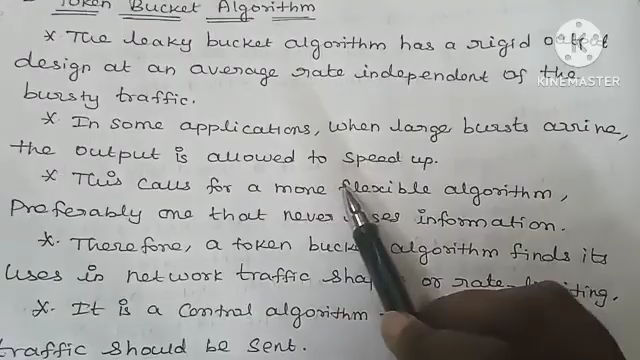 Token Bucket Algorithm
* The leaky bucket algorithm has a rigid
design at an average rate independent of the
bursty traffic.
* In some applications, when large bursts arrive,
the output is allowed to spead up.
* This calls for a more flexible algorithm,
preferably one that never information.
* Therefore, a token algorithm finds its
uses in network traffic or
* It is a control algorithm
traffic should be sent.
KINEMASTER